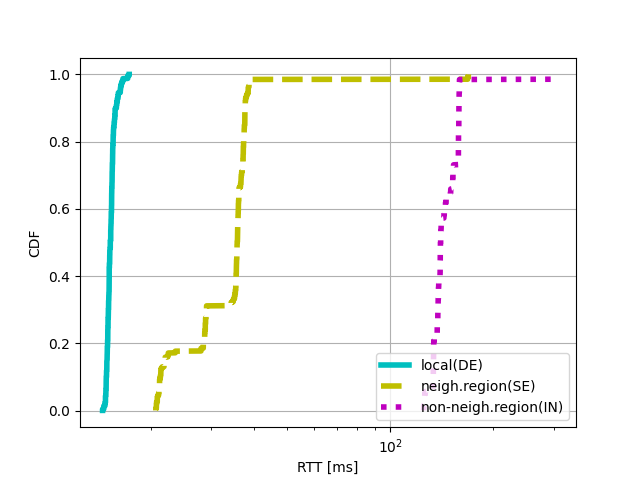 1.0
0.8
0.6
0.4
0.2
0.0
CDF
local(DE)
neigh.region(SE)
non-neigh.region(IN)
10²
RTT [ms]